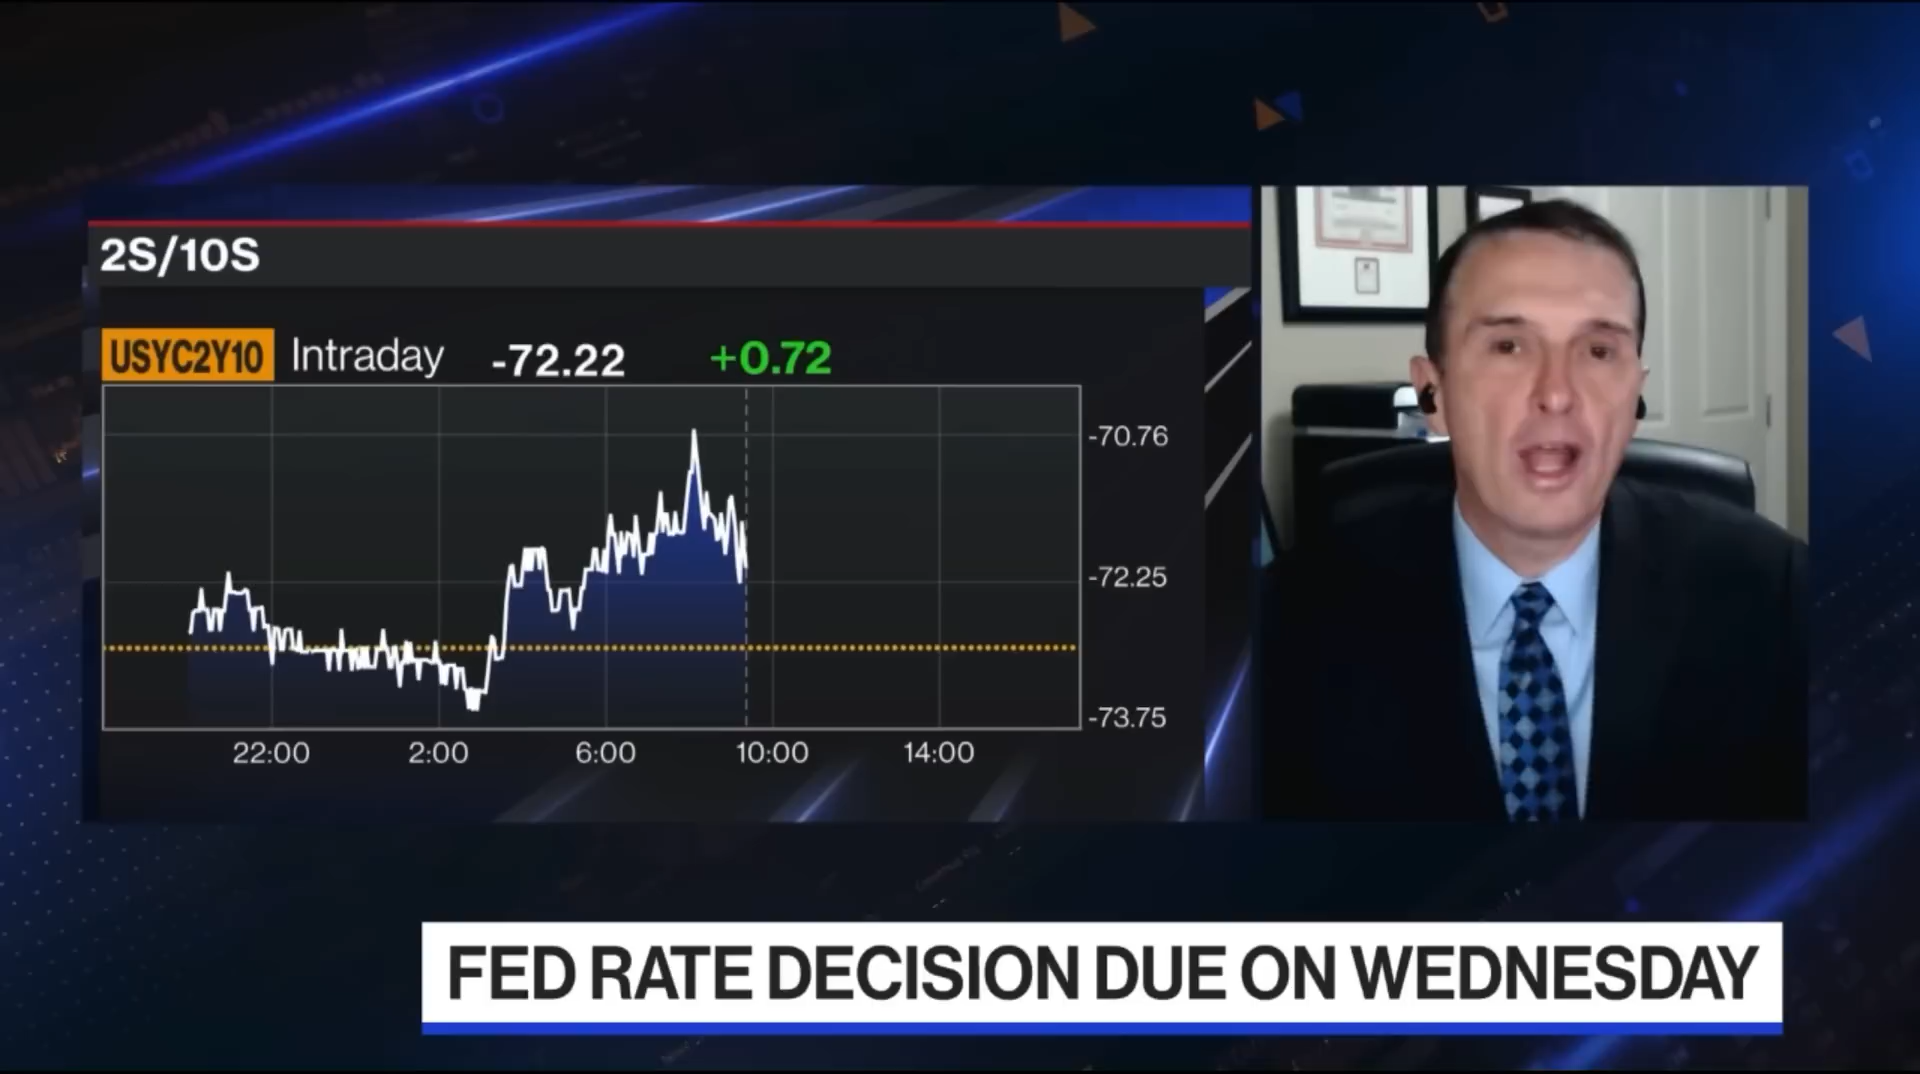 2S/10S
USYC2Y10 Intraday -72.22 +0.72
-70.76
-72.25
-73.75
22:00 2:00 6:00 10:00 14:00
FED RATE DECISION DUE ON WEDNESDAY